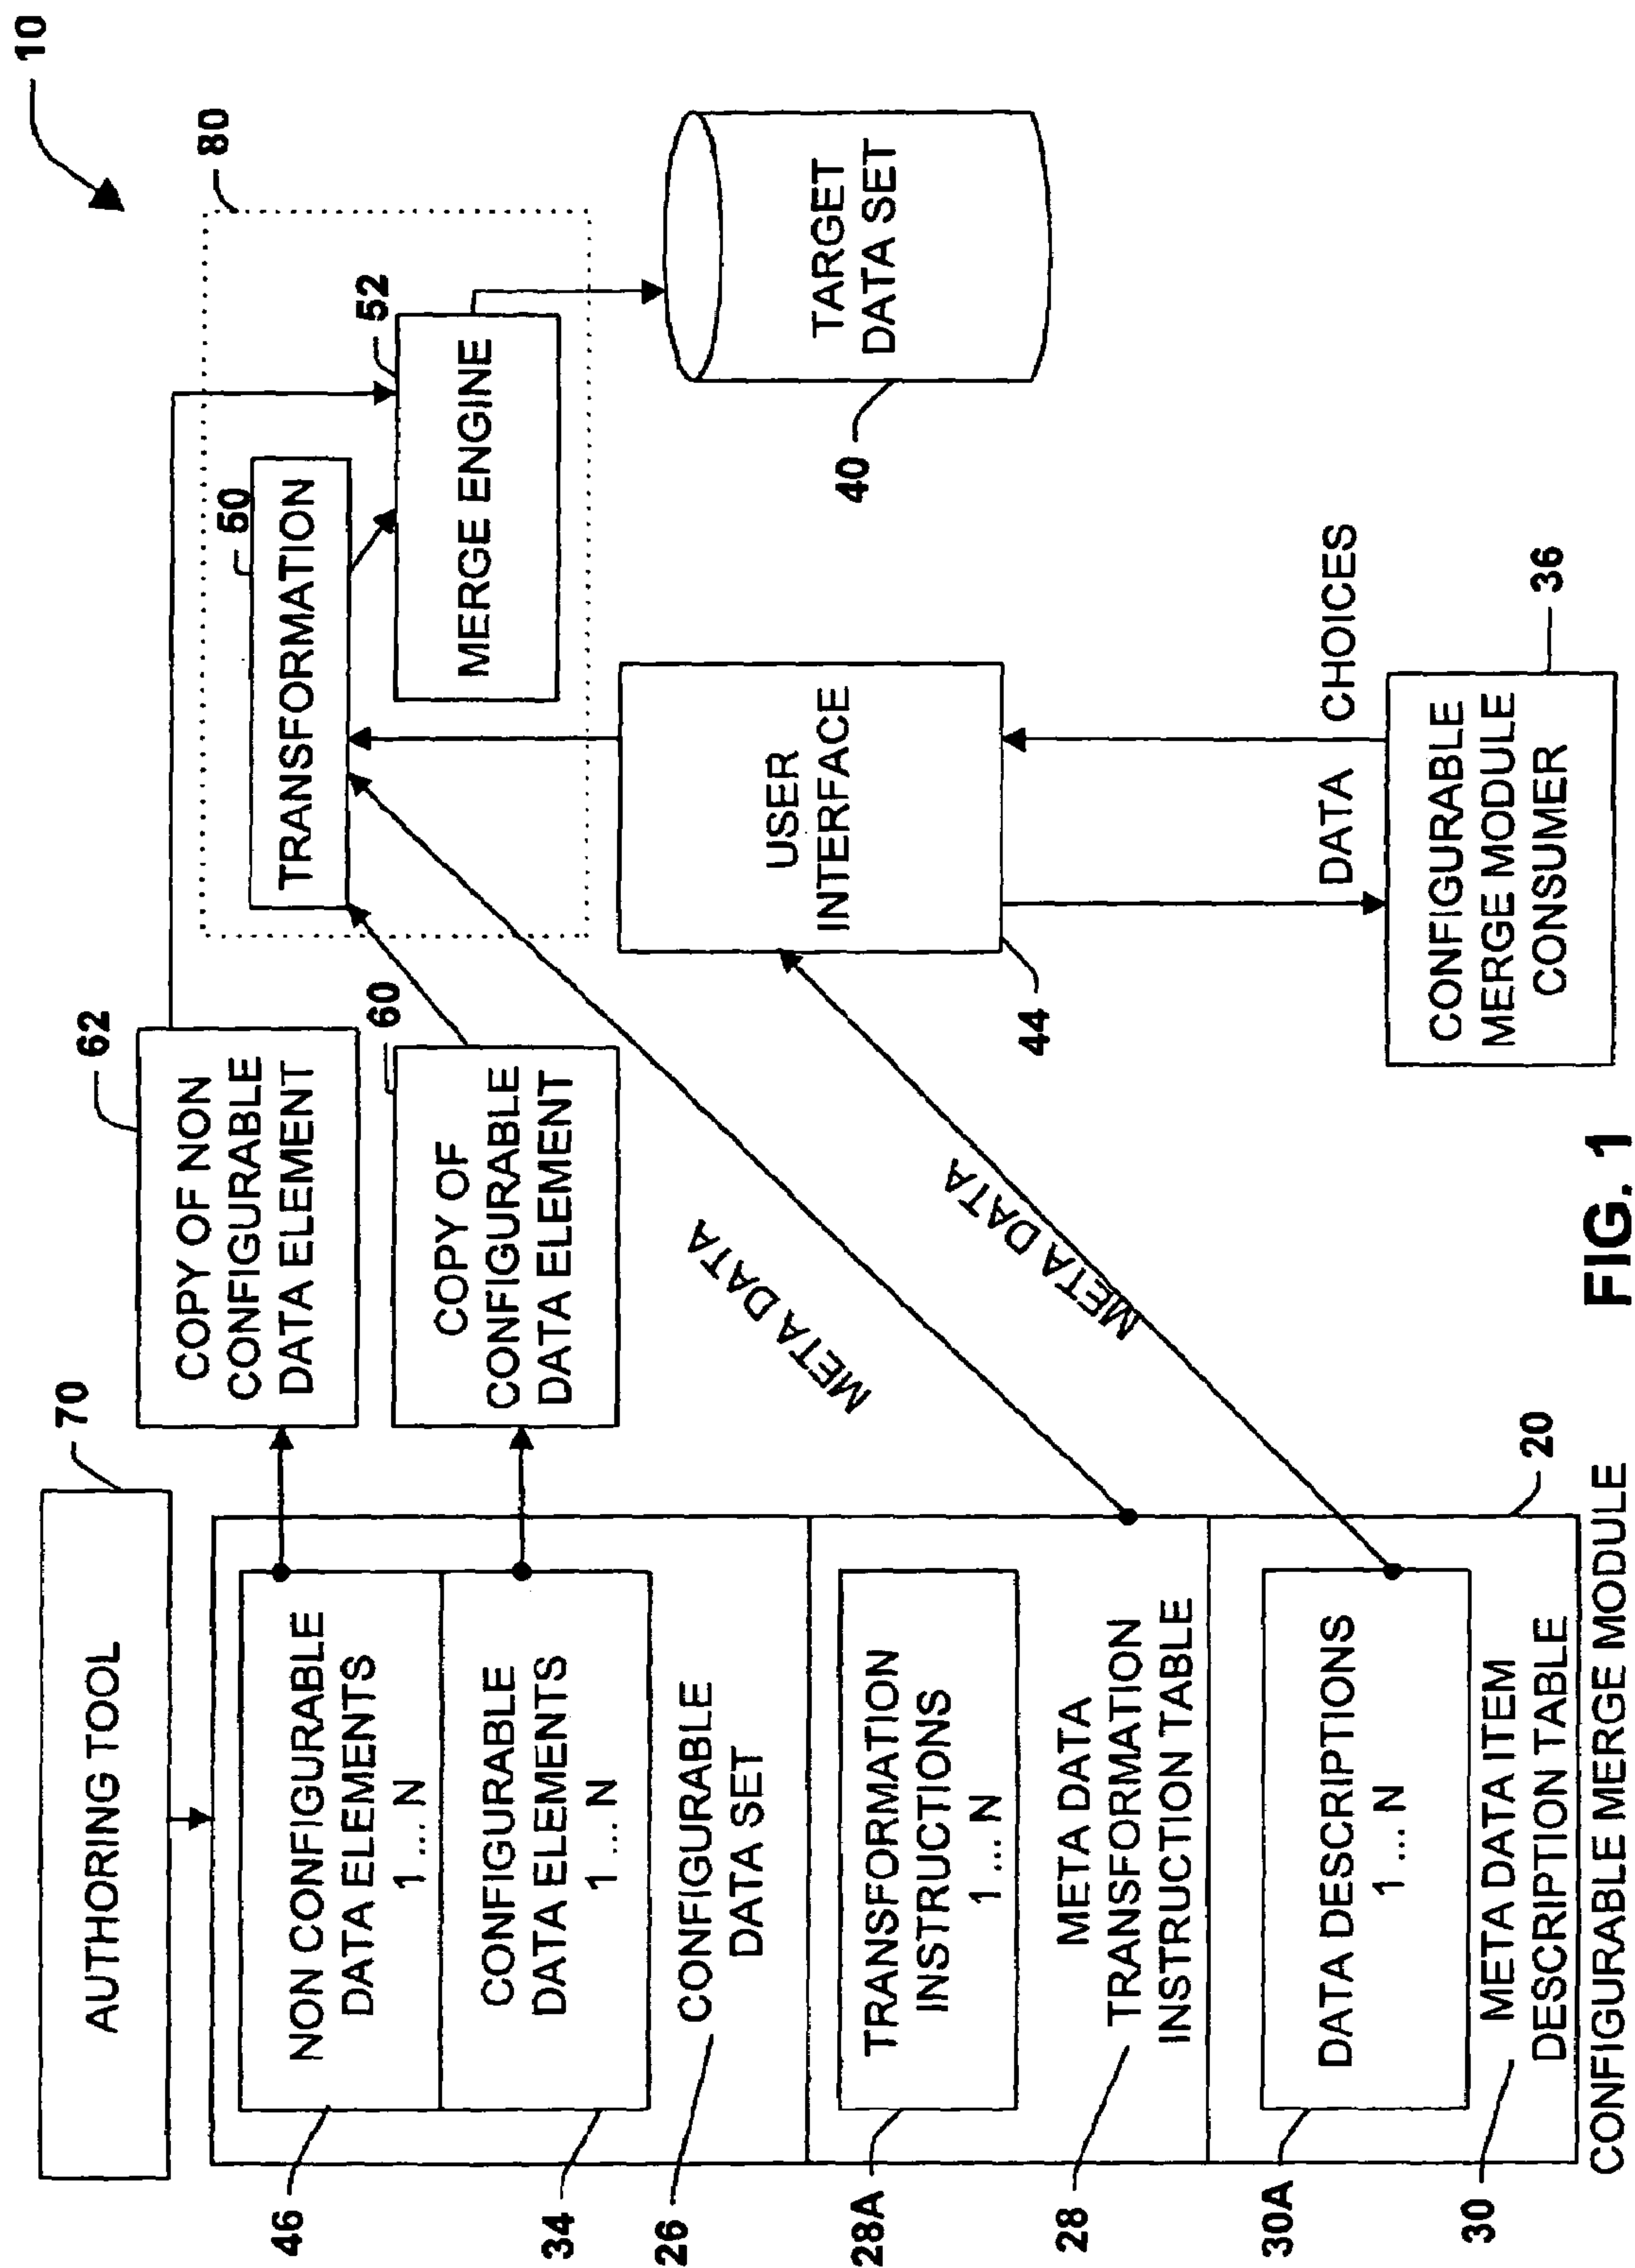 10
AUTHORING TOOL
70
62
COPY OF NON
CONFIGURABLE
DATA ELEMENT
80
50
TRANSFORMATION
52
MERGE ENGINE
46
NON CONFIGURABLE
DATA ELEMENTS
1 ... N
34
CONFIGURABLE
DATA ELEMENTS
1 ... N
60
COPY OF
CONFIGURABLE
DATA ELEMENT
26
CONFIGURABLE
DATA SET
META DATA
TARGET
DATA SET
40
28A
TRANSFORMATION
INSTRUCTIONS
1 ... N
28
META DATA
TRANSFORMATION
INSTRUCTION TABLE
META DATA
USER
INTERFACE
44
30A
DATA DESCRIPTIONS
1 ... N
30
META DATA ITEM
DESCRIPTION TABLE
20
CONFIGURABLE MERGE MODULE
DATA
CHOICES
CONFIGURABLE
MERGE MODULE
CONSUMER
36
FIG. 1